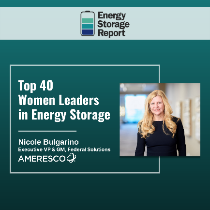 Energy
Storage
Report
Top 40
Women Leaders
in Energy Storage
Nicole Bulgarino
Executive VP & GM, Federal Solutions
AMERESCO